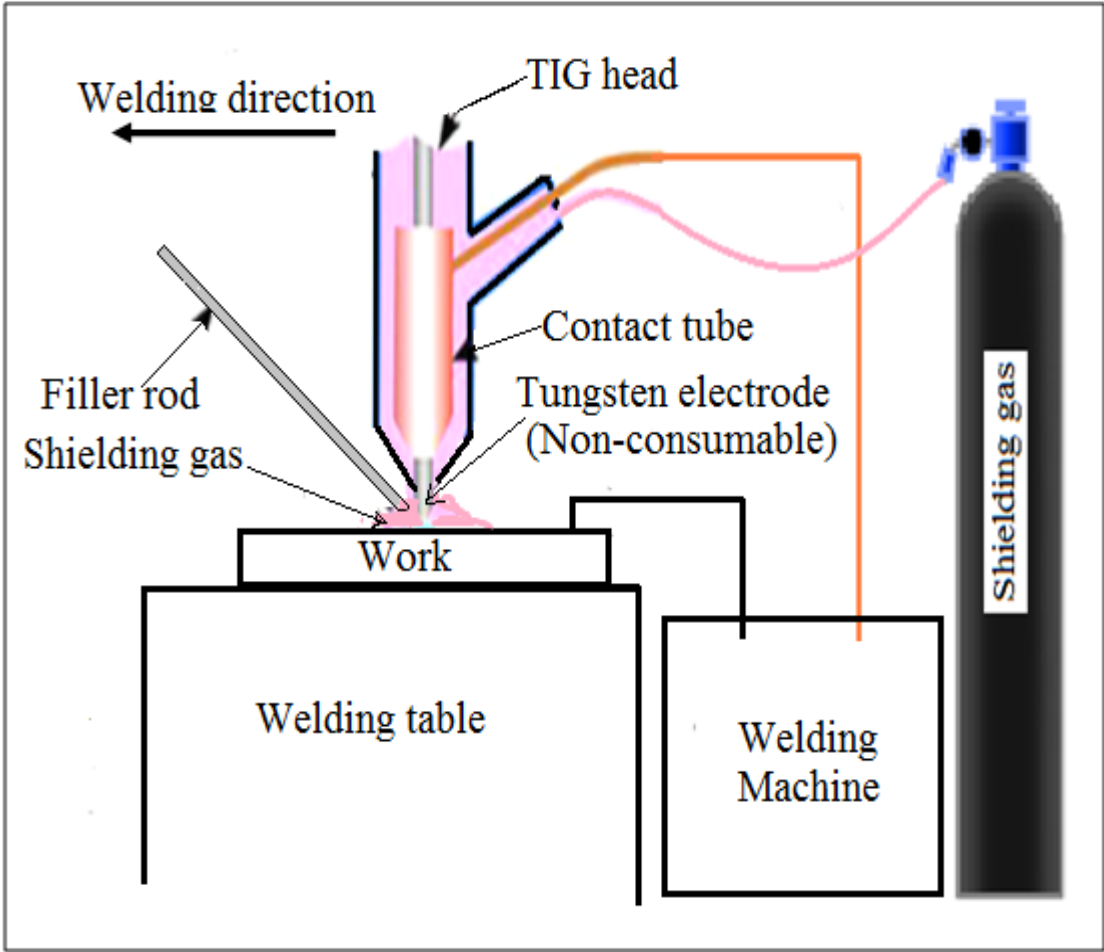 TIG head
Welding direction
Contact tube
Filler rod
Tungsten electrode
(Non-consumable)
Shielding gas
Shielding gas
Work
Welding table
Welding
Machine